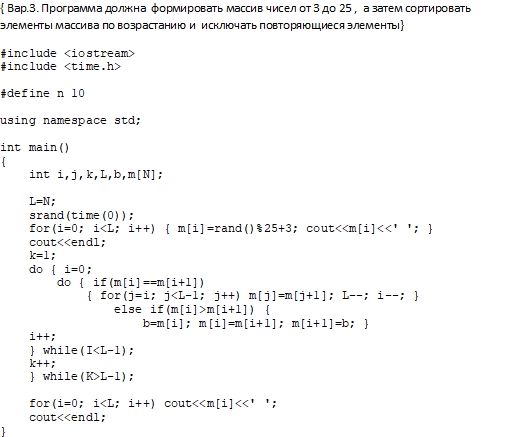 { Вар.3. Программа должна формировать массив чисел от 3 до 25 , а затем сортировать
элементы массива по возрастанию и исключать повторяющиеся элементы}
#include <iostream>
#include <time.h>
#define n 10
using namespace std;
int main()
{
int i,j,k,L,b,m[N];
L=N;
srand(time(0));
for(i=0; i<L; i++) { m[i]=rand()%25+3; cout<<m[i]<<' '; }
cout<<endl;
k=1;
do { i=0;
do { if(m[i]==m[i+1])
{ for(j=i; j<L-1; j++) m[j]=m[j+1]; L--; i--; }
else if(m[i]>m[i+1]) {
b=m[i]; m[i]=m[i+1]; m[i+1]=b; }
i++;
} while(I<L-1);
k++;
} while(K>L-1);
for(i=0; i<L; i++) cout<<m[i]<<' ';
cout<<endl;
}